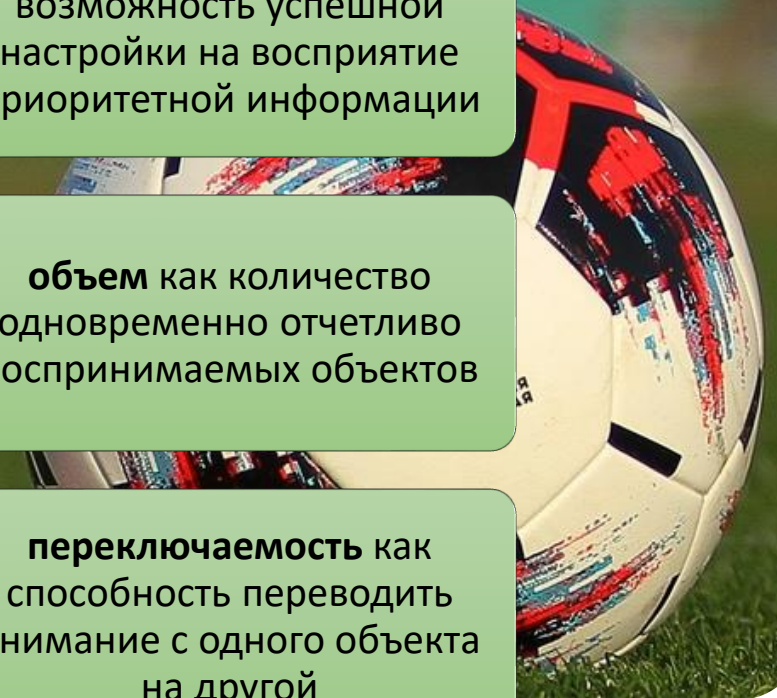 возможность успешной
настройки на восприятие
риоритетной информации
объем как количество
одновременно отчетливо
оспринимаемых объектов
переключаемость как
способность переводить
нимание с одного объекта
на другой